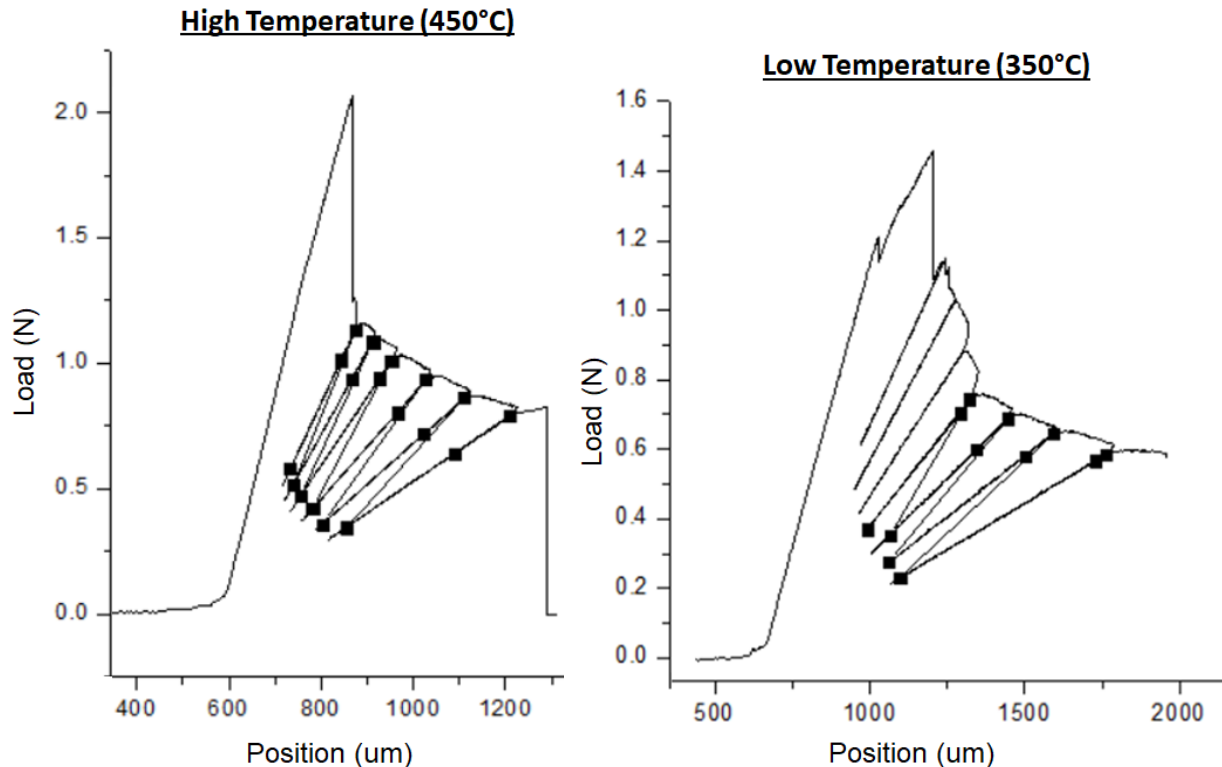 High Temperature (450°C)
2.0
1.5
1.0
0.5
0.0
Load (N)
400 600 800 1000 1200
Position (um)
Low Temperature (350°C)
1.6
1.4
1.2
1.0
0.8
0.6
0.4
0.2
0.0
Load (N)
500 1000 1500 2000
Position (um)